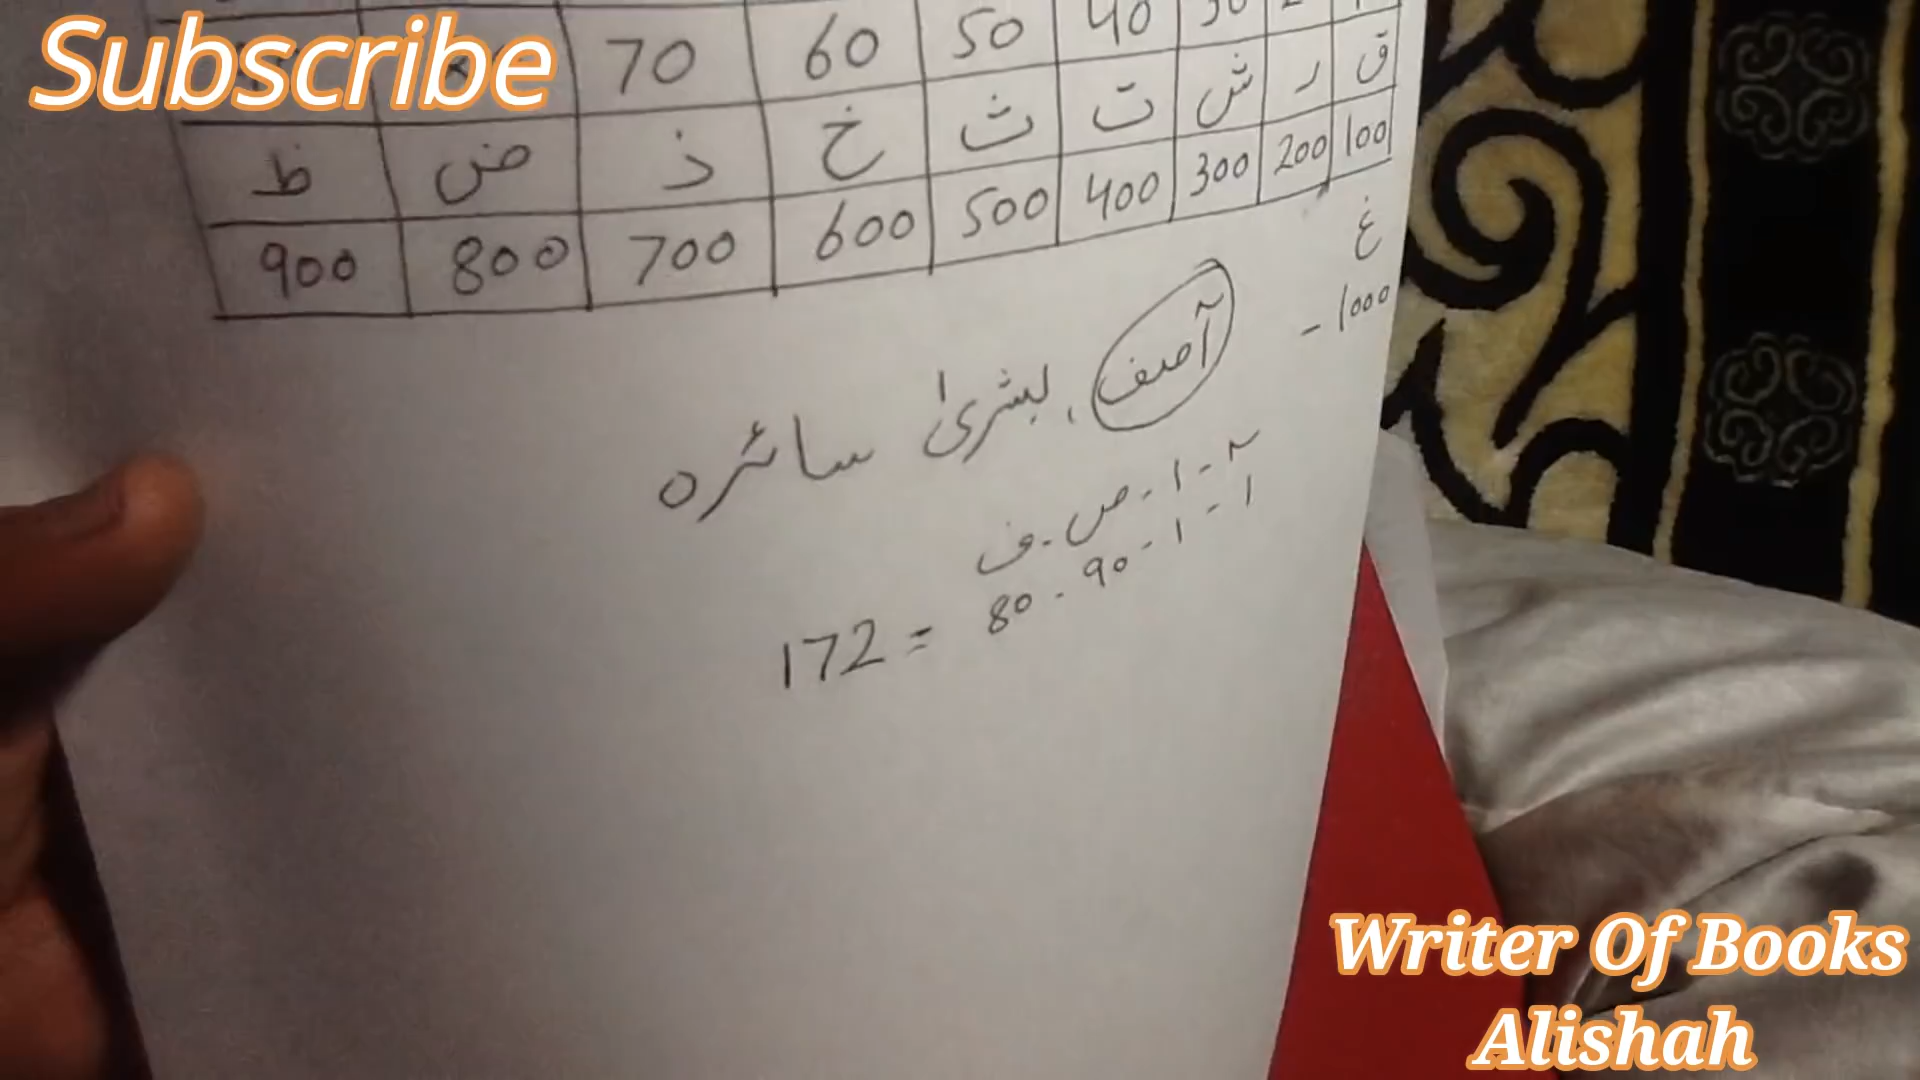 Subscribe
70 60 50 40
ق ر ش ت ث خ ذ ض ظ
100 200 300 400 500 600 700 800 900
غ
1000 -
آصف ، بشریٰ سائرہ
~ - ا - ص - ف
1 - 1 - 90 - 80 = 172
Writer Of Books
Alishah